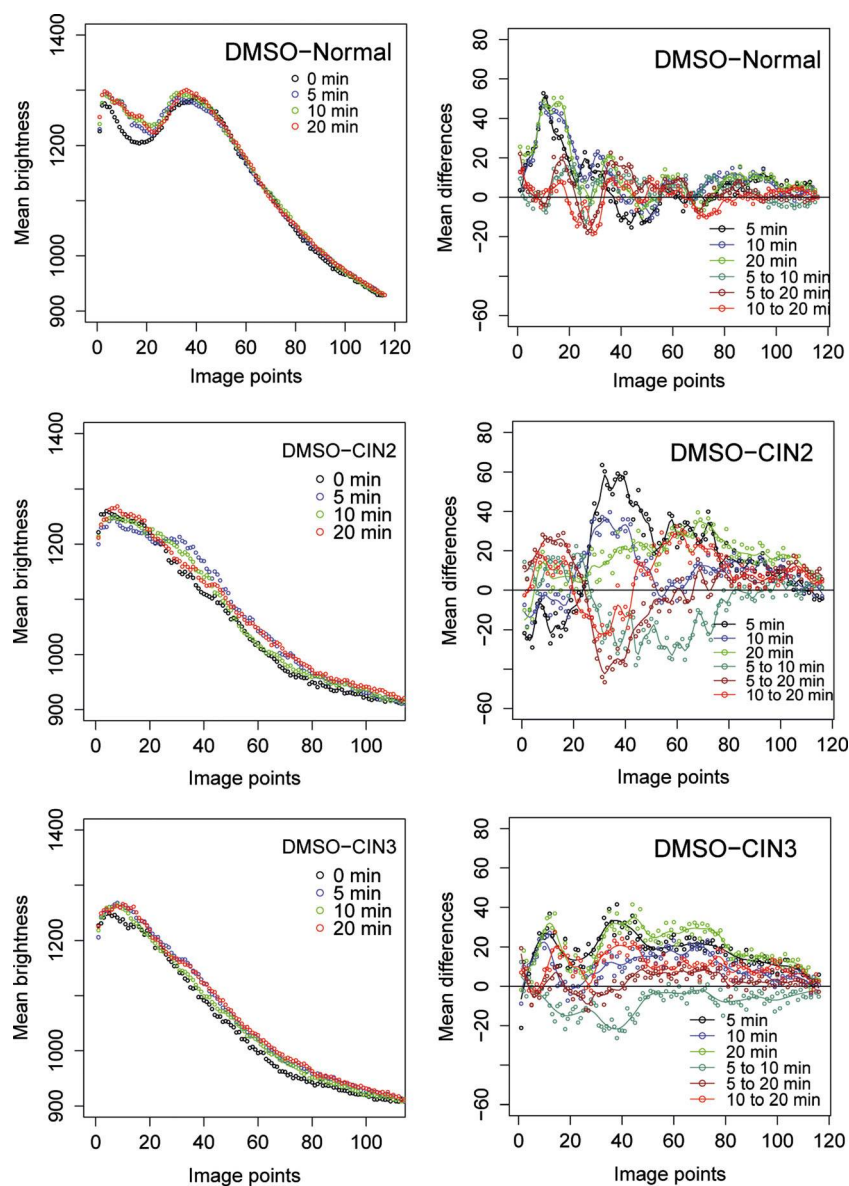 DMSO−Normal
0 min
5 min
10 min
20 min
Mean brightness
900 1000 1200 1400
0 20 40 60 80 100 120
Image points
DMSO−Normal
Mean differences
−60 −20 0 20 40 60 80
0 20 40 60 80 100 120
Image points
5 min
10 min
20 min
5 to 10 min
5 to 20 min
10 to 20 mi
DMSO−CIN2
0 min
5 min
10 min
20 min
Mean brightness
900 1000 1200 1400
0 20 40 60 80 100
Image points
DMSO−CIN2
Mean differences
−60 −20 0 20 40 60 80
0 20 40 60 80 100 120
Image points
5 min
10 min
20 min
5 to 10 min
5 to 20 min
10 to 20 min
DMSO−CIN3
0 min
5 min
10 min
20 min
Mean brightness
900 1000 1200 1400
0 20 40 60 80 100
Image points
DMSO−CIN3
Mean differences
−60 −20 0 20 40 60 80
0 20 40 60 80 100 120
Image points
5 min
10 min
20 min
5 to 10 min
5 to 20 min
10 to 20 min